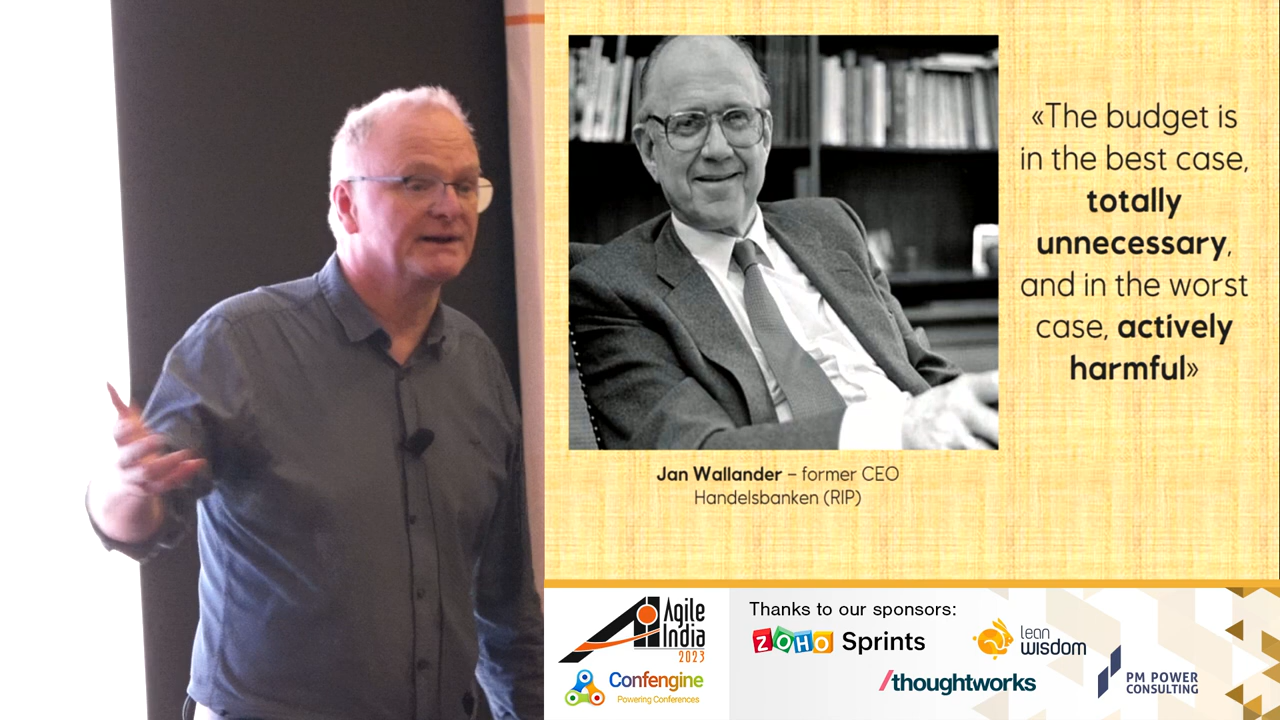 «The budget is
in the best case,
totally
unnecessary,
and in the worst
case, actively
harmful»
Jan Wallander – former CEO
Handelsbanken (RIP)
Agile
India
2023
Confengine
Powering Conferences
Thanks to our sponsors:
ZOHO Sprints
lean
wisdom
/thoughtworks
PM POWER
CONSULTING